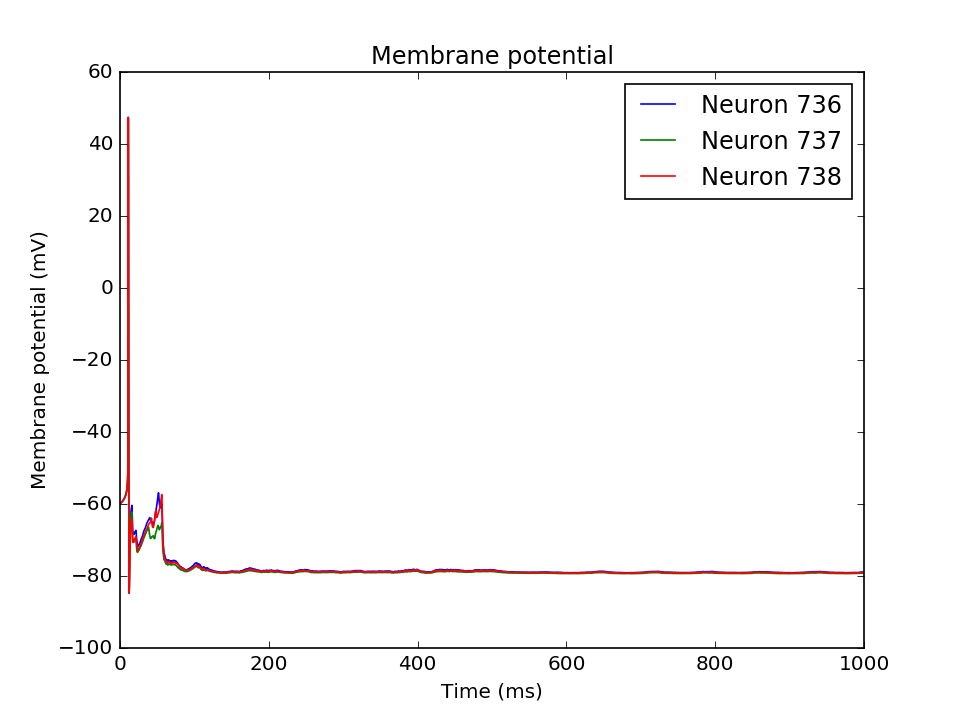 Membrane potential
60
40
20
0
−20
−40
−60
−80
−100
Membrane potential (mV)
Neuron 736
Neuron 737
Neuron 738
0 200 400 600 800 1000
Time (ms)